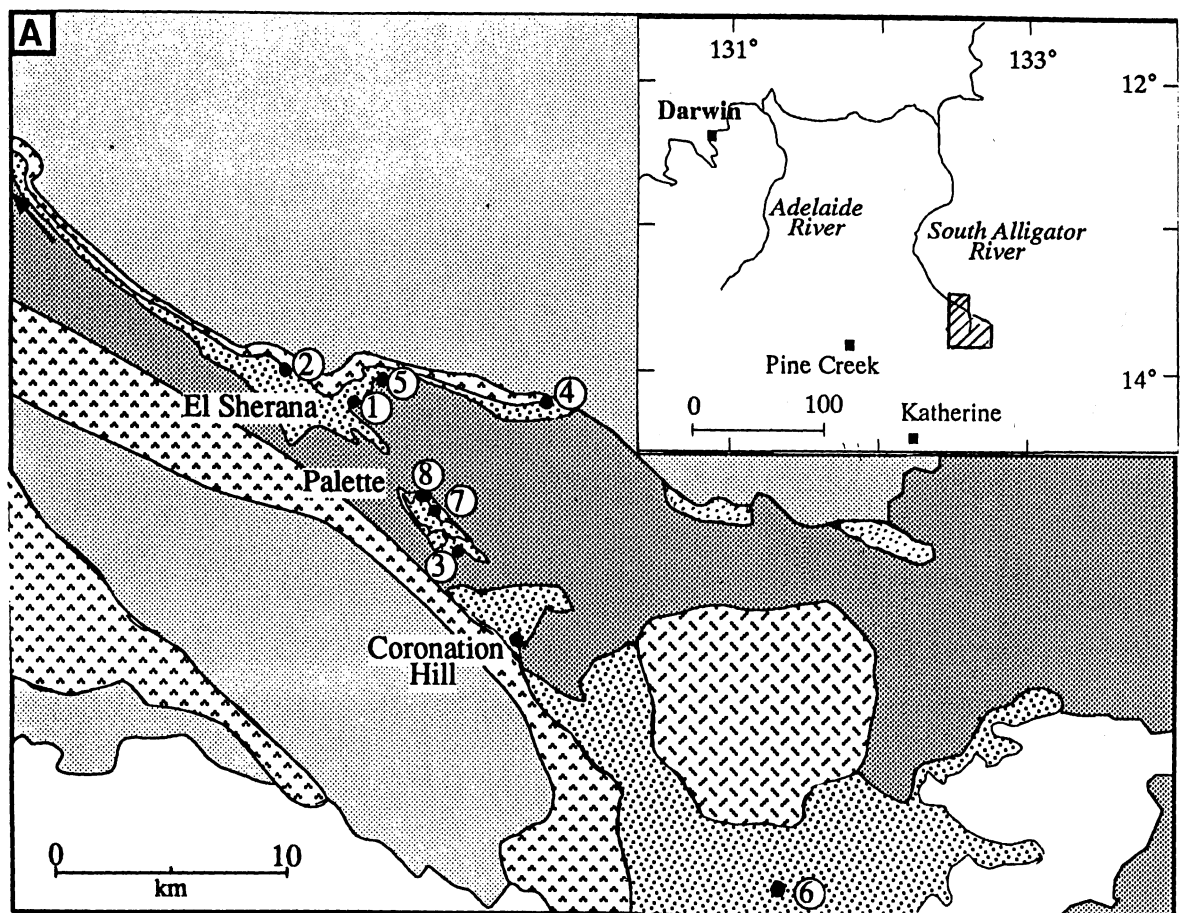 A
131°
133°
12°
Darwin
Adelaide
River
South Alligator
River
Pine Creek
14°
0
100
Katherine
2
5
4
El Sherana
1
Palette
8
7
3
Coronation
Hill
0
10
km
6